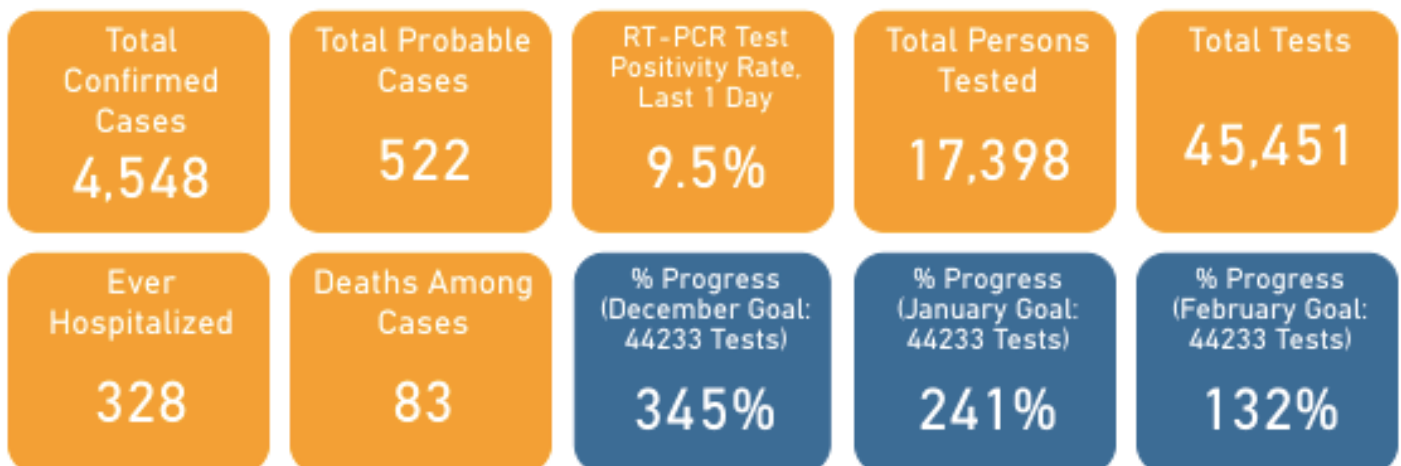 Total
Confirmed
Cases
4,548
Total Probable
Cases
522
RT-PCR Test
Positivity Rate,
Last 1 Day
9.5%
Total Persons
Tested
17,398
Total Tests
45,451
Ever
Hospitalized
328
Deaths Among
Cases
83
% Progress
(December Goal:
44233 Tests)
345%
% Progress
(January Goal:
44233 Tests)
241%
% Progress
(February Goal:
44233 Tests)
132%